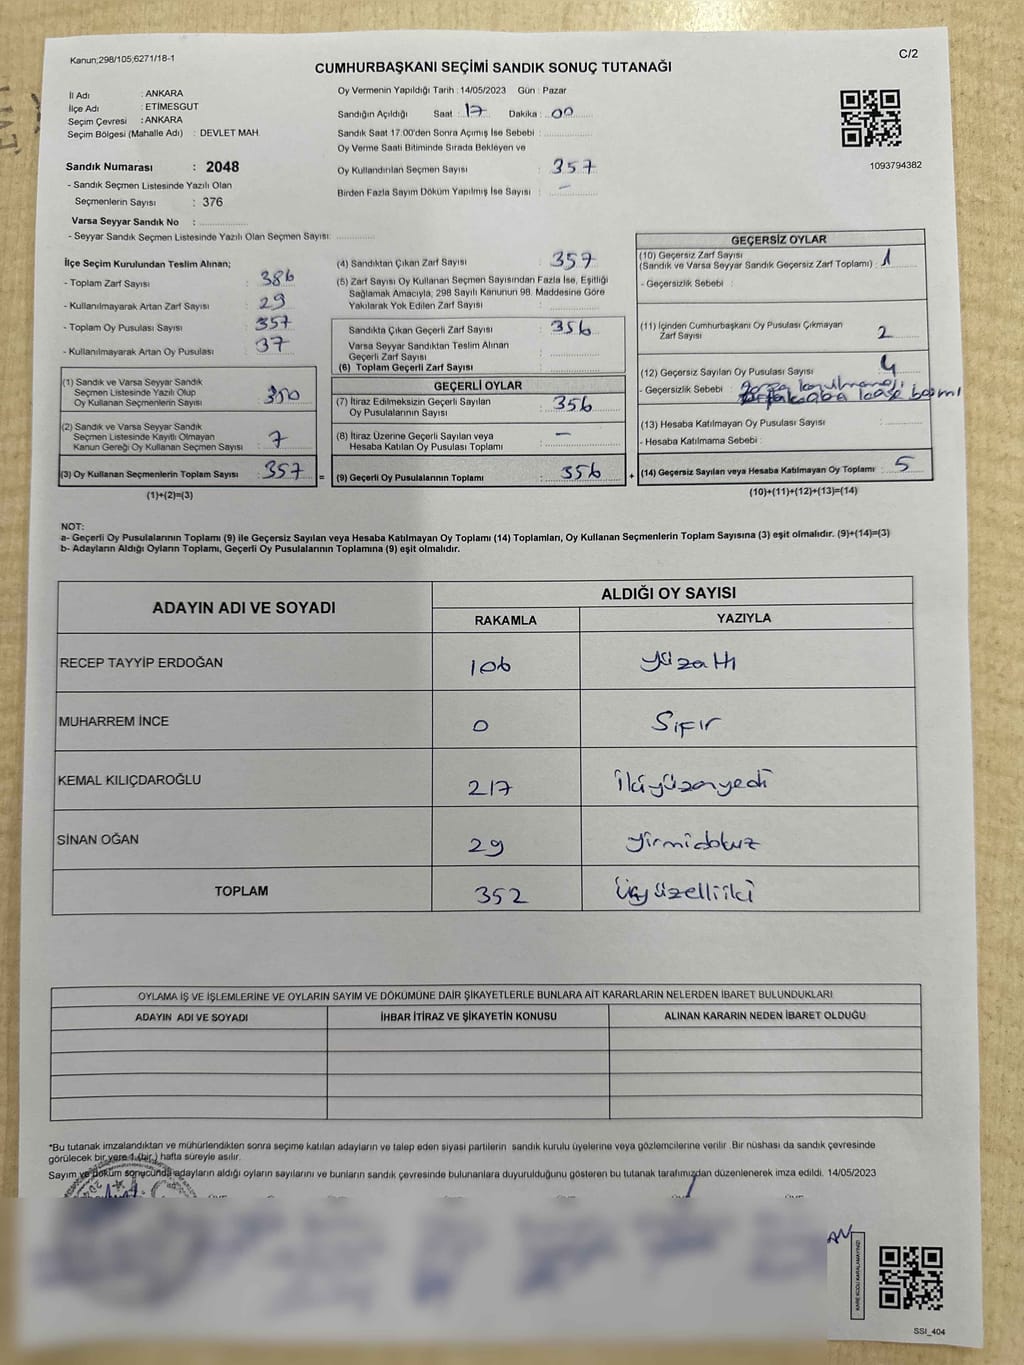 Kanun;298/105;6271/18-1
C/2
CUMHURBAŞKANI SEÇİMİ SANDIK SONUÇ TUTANAĞI
İl Adı : ANKARA
İlçe Adı : ETİMESGUT
Seçim Çevresi : ANKARA
Seçim Bölgesi (Mahalle Adı) : DEVLET MAH.
Oy Vermenin Yapıldığı Tarih : 14/05/2023 Gün : Pazar
Sandığın Açıldığı Saat : 17 Dakika : 00
Sandık Saat 17:00'den Sonra Açımış İse Sebebi :
Oy Verme Saati Bitiminde Sırada Bekleyen ve
Oy Kullandırılan Seçmen Sayısı : 357
Birden Fazla Sayım Döküm Yapılmış İse Sayısı : –
1093794382
Sandık Numarası : 2048
- Sandık Seçmen Listesinde Yazılı Olan
Seçmenlerin Sayısı : 376
Varsa Seyyar Sandık No :
- Seyyar Sandık Seçmen Listesinde Yazılı Olan Seçmen Sayısı:
İlçe Seçim Kurulundan Teslim Alınan;
- Toplam Zarf Sayısı : 386
- Kullanılmayarak Artan Zarf Sayısı : 29
- Toplam Oy Pusulası Sayısı : 357
- Kullanılmayarak Artan Oy Pusulası : 37
(1) Sandık ve Varsa Seyyar Sandık
Seçmen Listesinde Yazılı Olup
Oy Kullanan Seçmenlerin Sayısı : 350
(2) Sandık ve Varsa Seyyar Sandık
Seçmen Listesinde Kayıtlı Olmayan
Kanun Gereği Oy Kullanan Seçmen Sayısı : 7
(3) Oy Kullanan Seçmenlerin Toplam Sayısı : 357
(1)+(2)=(3)
(4) Sandıktan Çıkan Zarf Sayısı : 357
(5) Zarf Sayısı Oy Kullanan Seçmen Sayısından Fazla İse, Eşitliği
Sağlamak Amacıyla, 298 Sayılı Kanunun 98. Maddesine Göre
Yakılarak Yok Edilen Zarf Sayısı :
Sandıkta Çıkan Geçerli Zarf Sayısı : 356
Varsa Seyyar Sandıktan Teslim Alınan
Geçerli Zarf Sayısı :
(6) Toplam Geçerli Zarf Sayısı :
GEÇERLİ OYLAR
(7) İtiraz Edilmeksizin Geçerli Sayılan
Oy Pusulalarının Sayısı : 356
(8) İtiraz Üzerine Geçerli Sayılan veya
Hesaba Katılan Oy Pusulası Toplamı : –
= (9) Geçerli Oy Pusulalarının Toplamı : 356 +
GEÇERSİZ OYLAR
(10) Geçersiz Zarf Sayısı
(Sandık ve Varsa Seyyar Sandık Geçersiz Zarf Toplamı) : 1
- Geçersizlik Sebebi :
(11) İçinden Cumhurbaşkanı Oy Pusulası Çıkmayan
Zarf Sayısı : 2
(12) Geçersiz Sayılan Oy Pusulası Sayısı : 4
- Geçersizlik Sebebi :
(13) Hesaba Katılmayan Oy Pusulası Sayısı :
- Hesaba Katılmama Sebebi :
(14) Geçersiz Sayılan veya Hesaba Katılmayan Oy Toplamı : 5
(10)+(11)+(12)+(13)=(14)
NOT:
a- Geçerli Oy Pusulalarının Toplamı (9) ile Geçersiz Sayılan veya Hesaba Katılmayan Oy Toplamı (14) Toplamları, Oy Kullanan Seçmenlerin Toplam Sayısına (3) eşit olmalıdır. (9)+(14)=(3)
b- Adayların Aldığı Oyların Toplamı, Geçerli Oy Pusulalarının Toplamına (9) eşit olmalıdır.
ADAYIN ADI VE SOYADI
ALDIĞI OY SAYISI
RAKAMLA YAZIYLA
RECEP TAYYİP ERDOĞAN 106 Yüzaltı
MUHARREM İNCE 0 Sıfır
KEMAL KILIÇDAROĞLU 217 İkiyüzonyedi
SİNAN OĞAN 29 Yirmidokuz
TOPLAM 352 Üçyüzelliiki
OYLAMA İŞ VE İŞLEMLERİNE VE OYLARIN SAYIM VE DÖKÜMÜNE DAİR ŞİKAYETLERLE BUNLARA AİT KARARLARIN NELERDEN İBARET BULUNDUKLARI
ADAYIN ADI VE SOYADI İHBAR İTİRAZ VE ŞİKAYETİN KONUSU ALINAN KARARIN NEDEN İBARET OLDUĞU
*Bu tutanak imzalandıktan ve mühürlendikten sonra seçime katılan adayların ve talep eden siyasi partilerin sandık kurulu üyelerine veya gözlemcilerine verilir. Bir nüshası da sandık çevresinde
görülecek bir yere 1 (bir ) hafta süreyle asılır.
Sayım ve döküm sonucunda adayların aldığı oyların sayılarını ve bunların sandık çevresinde bulunanlara duyurulduğunu gösteren bu tutanak tarafımızdan düzenlenerek imza edildi. 14/05/2023
SSI_404